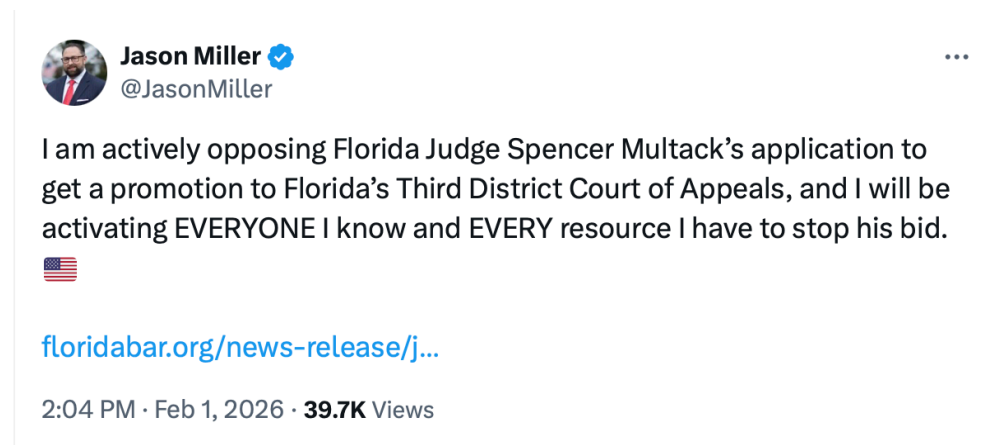 Jason Miller
@JasonMiller
I am actively opposing Florida Judge Spencer Multack’s application to
get a promotion to Florida’s Third District Court of Appeals, and I will be
activating EVERYONE I know and EVERY resource I have to stop his bid.
🇺🇸
floridabar.org/news-release/j...
2:04 PM · Feb 1, 2026 · 39.7K Views